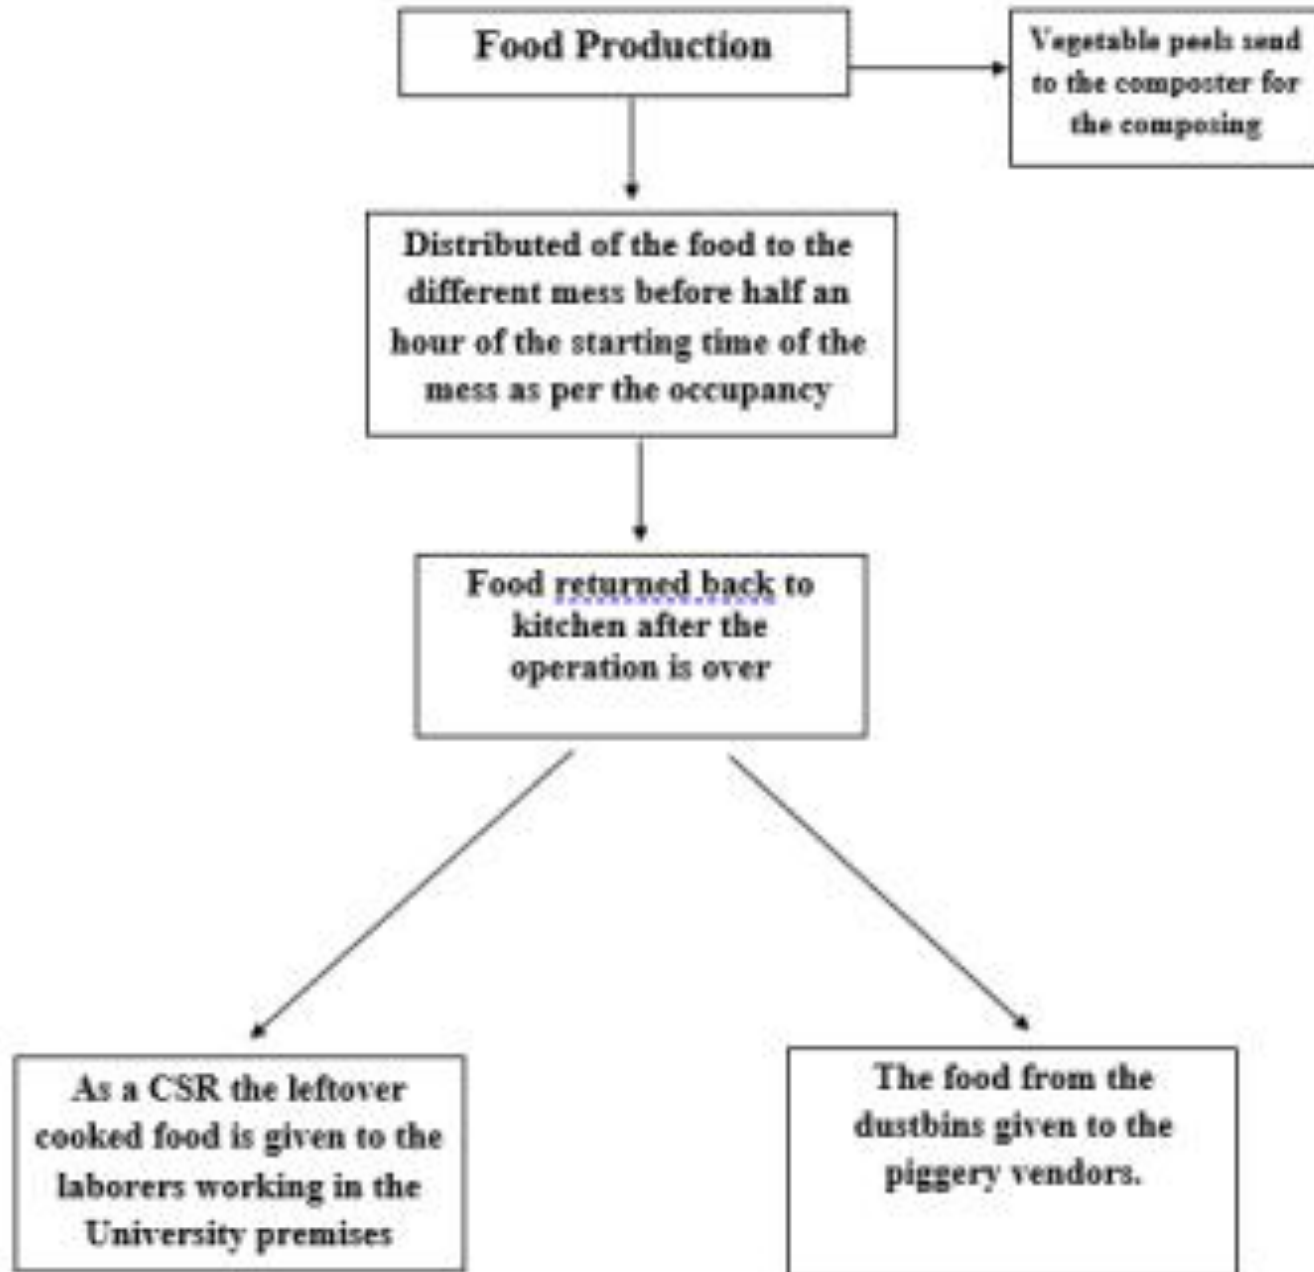 Food Production
Vegetable peels send
to the composter for
the composing
Distributed of the food to the
different mess before half an
hour of the starting time of the
mess as per the occupancy
Food returned back to
kitchen after the
operation is over
As a CSR the leftover
cooked food is given to the
laborers working in the
University premises
The food from the
dustbins given to the
piggery vendors.